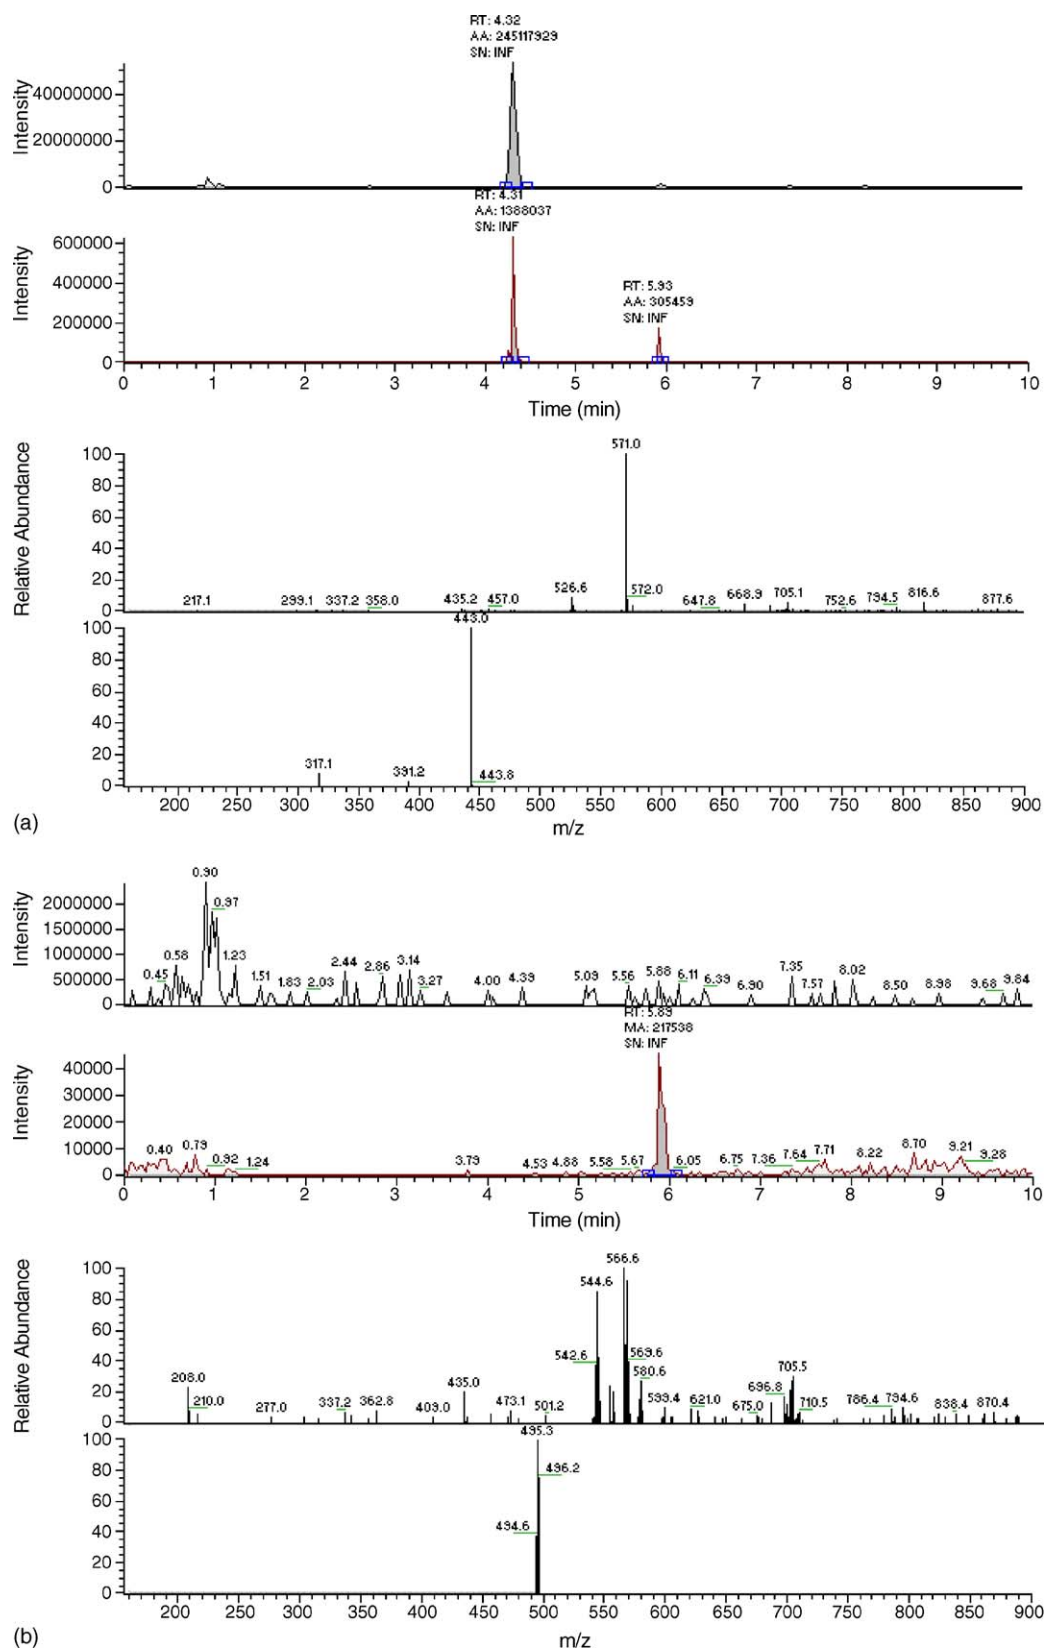 RT: 4.32
AA: 245117929
SN: INF
Intensity
40000000
20000000
0
RT: 4.31
AA: 1388037
SN: INF
Intensity
600000
400000
200000
0
RT: 5.93
AA: 305459
SN: INF
0 1 2 3 4 5 6 7 8 9 10
Time (min)
Relative Abundance
100
80
60
40
20
0
571.0
217.1 299.1 337.2 358.0 435.2 457.0 526.6 572.0 647.8 668.9 705.1 752.6 794.5 816.6 877.6
100
80
60
40
20
0
443.0
317.1 391.2 443.8
200 250 300 350 400 450 500 550 600 650 700 750 800 850 900
m/z
(a)
Intensity
2000000
1500000
1000000
500000
0
0.90
0.97
0.45 0.58 1.23 1.51 1.83 2.03 2.44 2.86 3.14 3.27 4.00 4.39 5.09 5.56 5.88 6.11 6.39 6.90 7.35 7.57 8.02 8.50 8.98 9.68 9.84
RT: 5.89
MA: 217538
SN: INF
Intensity
40000
30000
20000
10000
0
0.40 0.79 0.92 1.24 3.79 4.53 4.88 5.58 5.67 6.05 6.75 7.36 7.64 7.71 8.22 8.70 9.21 9.28
0 1 2 3 4 5 6 7 8 9 10
Time (min)
Relative Abundance
100
80
60
40
20
0
566.6
544.6
542.6 569.6
580.6
208.0 210.0 277.0 337.2 362.8 409.0 435.0 473.1 501.2 599.4 621.0 675.0 696.8 705.5 710.5 786.4 794.6 838.4 870.4
100
80
60
40
20
0
495.3
496.2
494.6
200 250 300 350 400 450 500 550 600 650 700 750 800 850 900
m/z
(b)